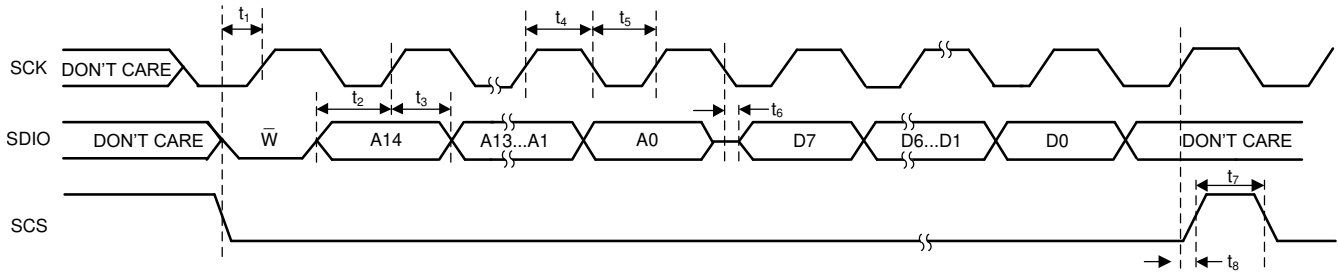 t1 t4 t5
SCK DON'T CARE
t2 t3 t6
SDIO DON'T CARE W̅ A14 A13...A1 A0 D7 D6...D1 D0 DON'T CARE
t7
SCS
t8